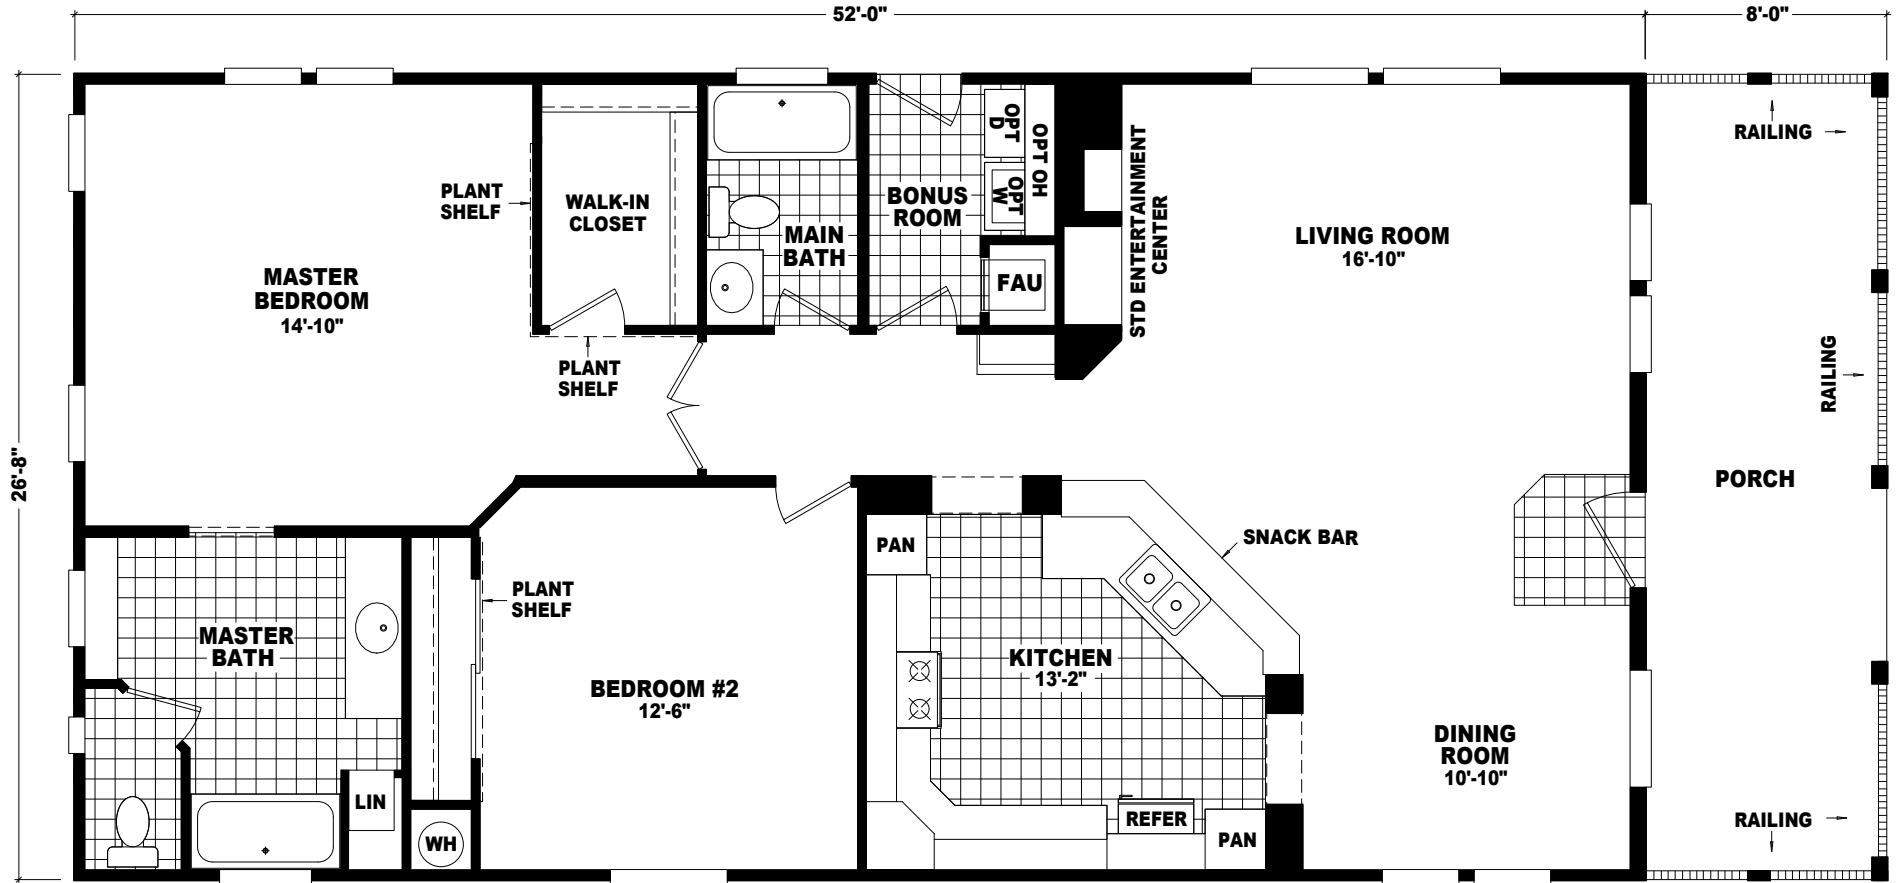 52'-0"
8'-0"
26'-8"
MASTER
BEDROOM
14'-10"
PLANT
SHELF
WALK-IN
CLOSET
PLANT
SHELF
MAIN
BATH
BONUS
ROOM
OPT
D
OPT
W
OPT OH
FAU
STD ENTERTAINMENT
CENTER
LIVING ROOM
16'-10"
RAILING
RAILING
PORCH
MASTER
BATH
LIN
WH
PLANT
SHELF
BEDROOM #2
12'-6"
PAN
KITCHEN
13'-2"
SNACK BAR
REFER
PAN
DINING
ROOM
10'-10"
RAILING